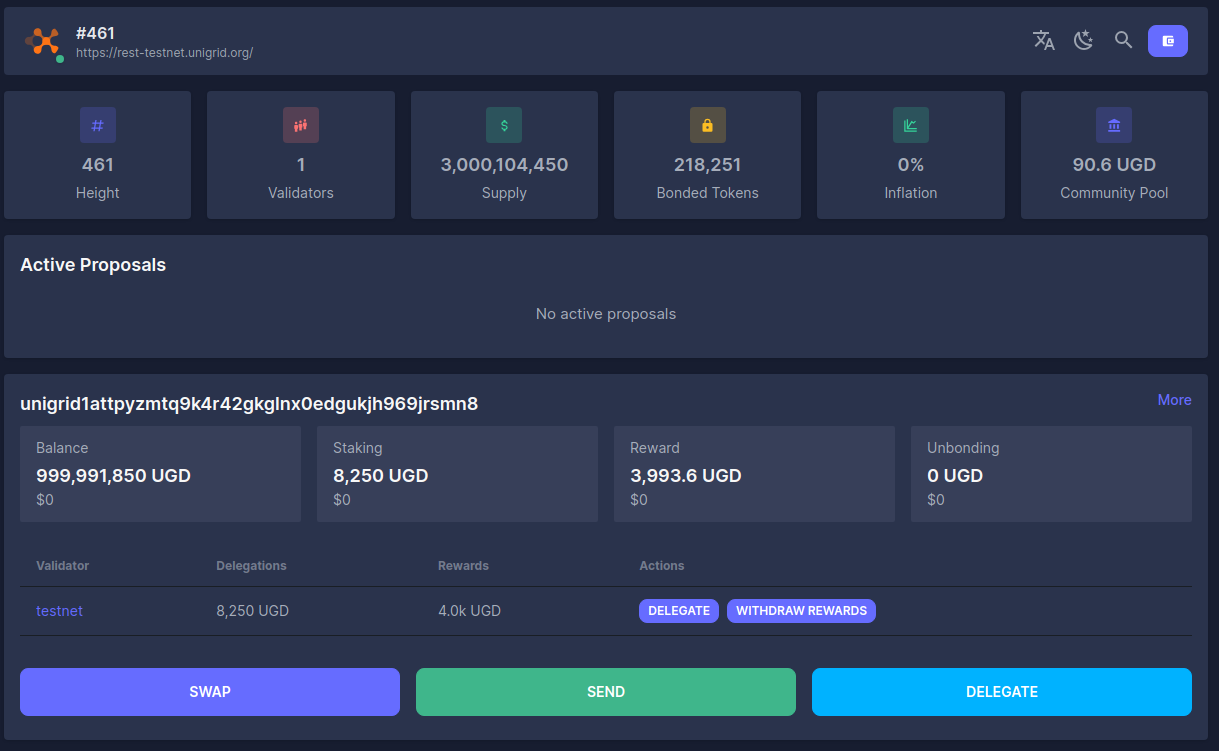 #461
https://rest-testnet.unigrid.org/
461
Height
1
Validators
3,000,104,450
Supply
218,251
Bonded Tokens
0%
Inflation
90.6 UGD
Community Pool
Active Proposals
No active proposals
unigrid1attpyzmtq9k4r42gkglnx0edgukjh969jrsmn8
More
Balance
999,991,850 UGD
$0
Staking
8,250 UGD
$0
Reward
3,993.6 UGD
$0
Unbonding
0 UGD
$0
Validator Delegations Rewards Actions
testnet 8,250 UGD 4.0k UGD DELEGATE WITHDRAW REWARDS
SWAP SEND DELEGATE